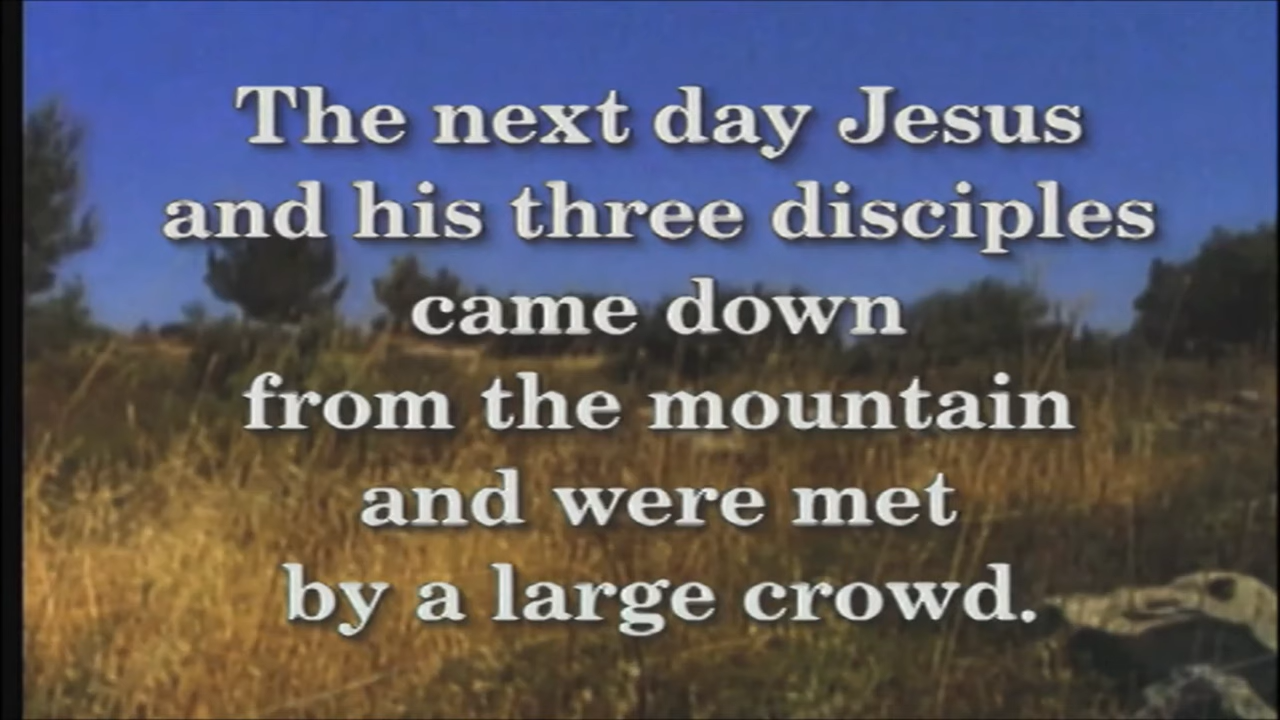 The next day Jesus
and his three disciples
came down
from the mountain
and were met
by a large crowd.